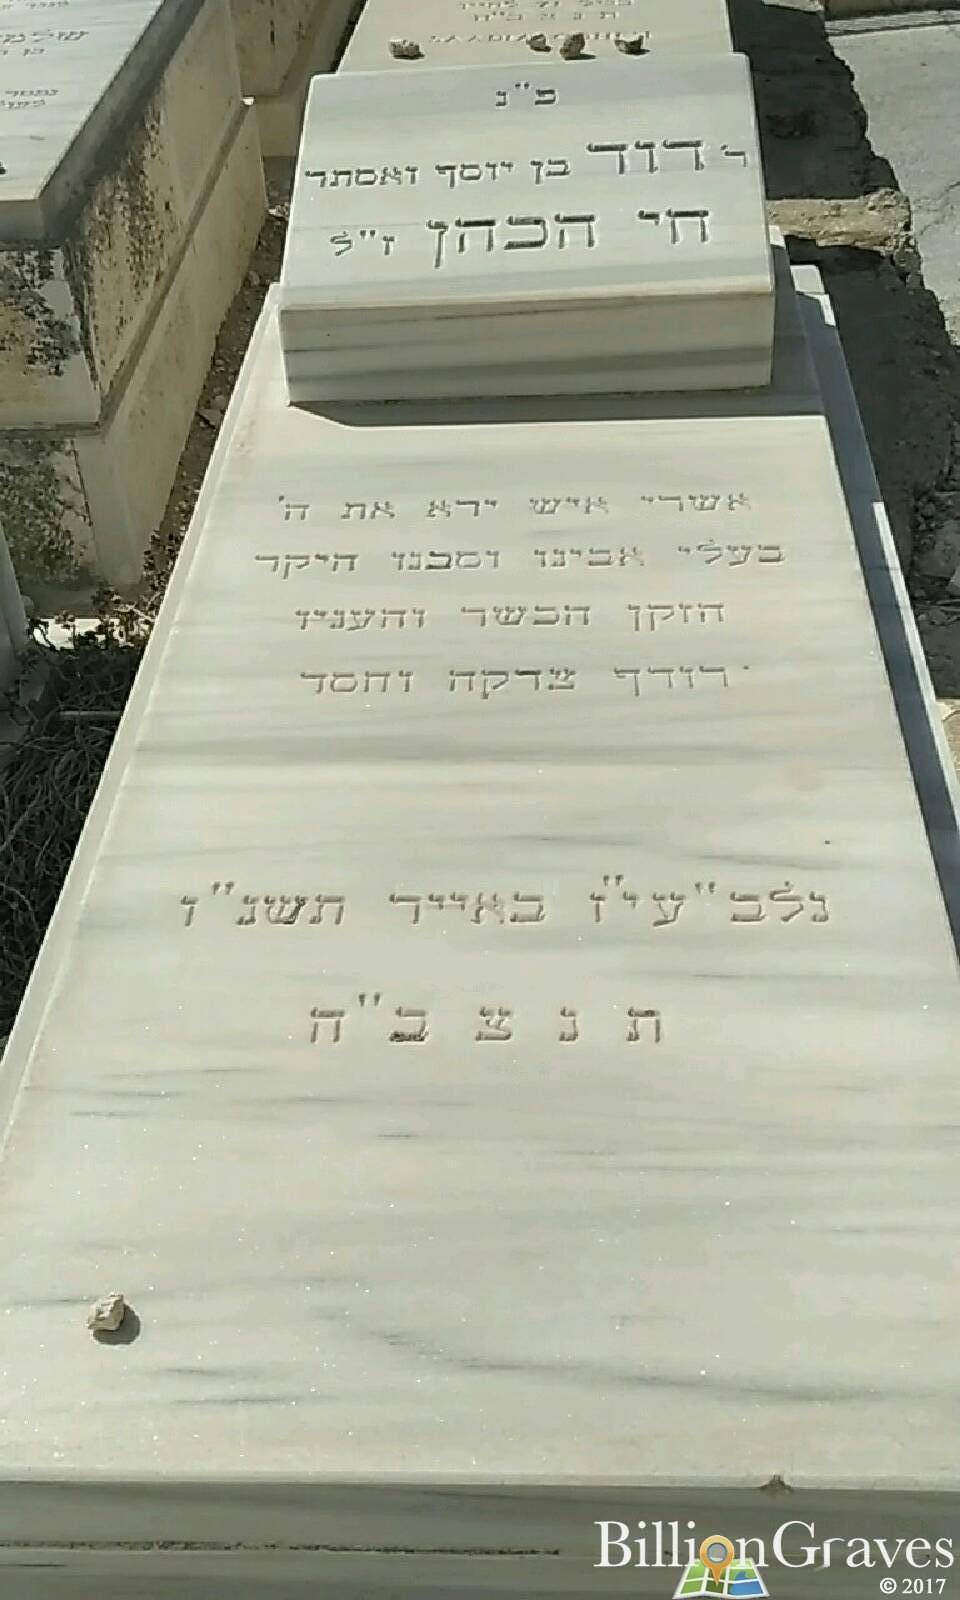 ת נ צ ב"ה
פ"נ
ר' דוד בן יוסף ואסתר
חי הכהן ז"ל
אשרי איש ירא את ה'
בעלי אבינו וסבנו היקר
הזקן הכשר והעניו
רודף צדקה וחסד
נלב"ע י"ז באייר תשנ"ו
ת נ צ ב"ה
BillionGraves
© 2017